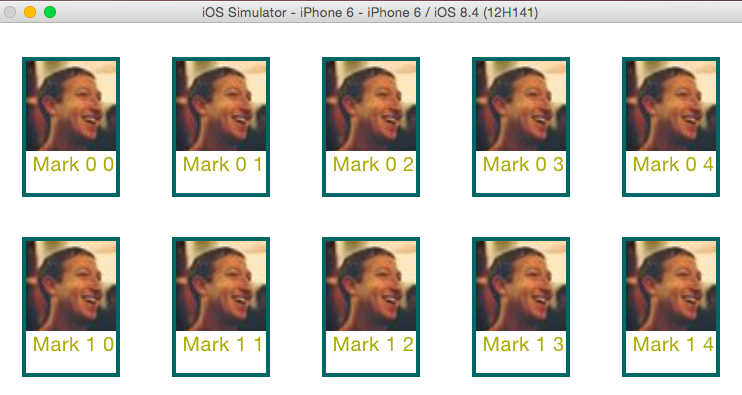 iOS Simulator - iPhone 6 - iPhone 6 / iOS 8.4 (12H141)
Mark 0 0 Mark 0 1 Mark 0 2 Mark 0 3 Mark 0 4
Mark 1 0 Mark 1 1 Mark 1 2 Mark 1 3 Mark 1 4